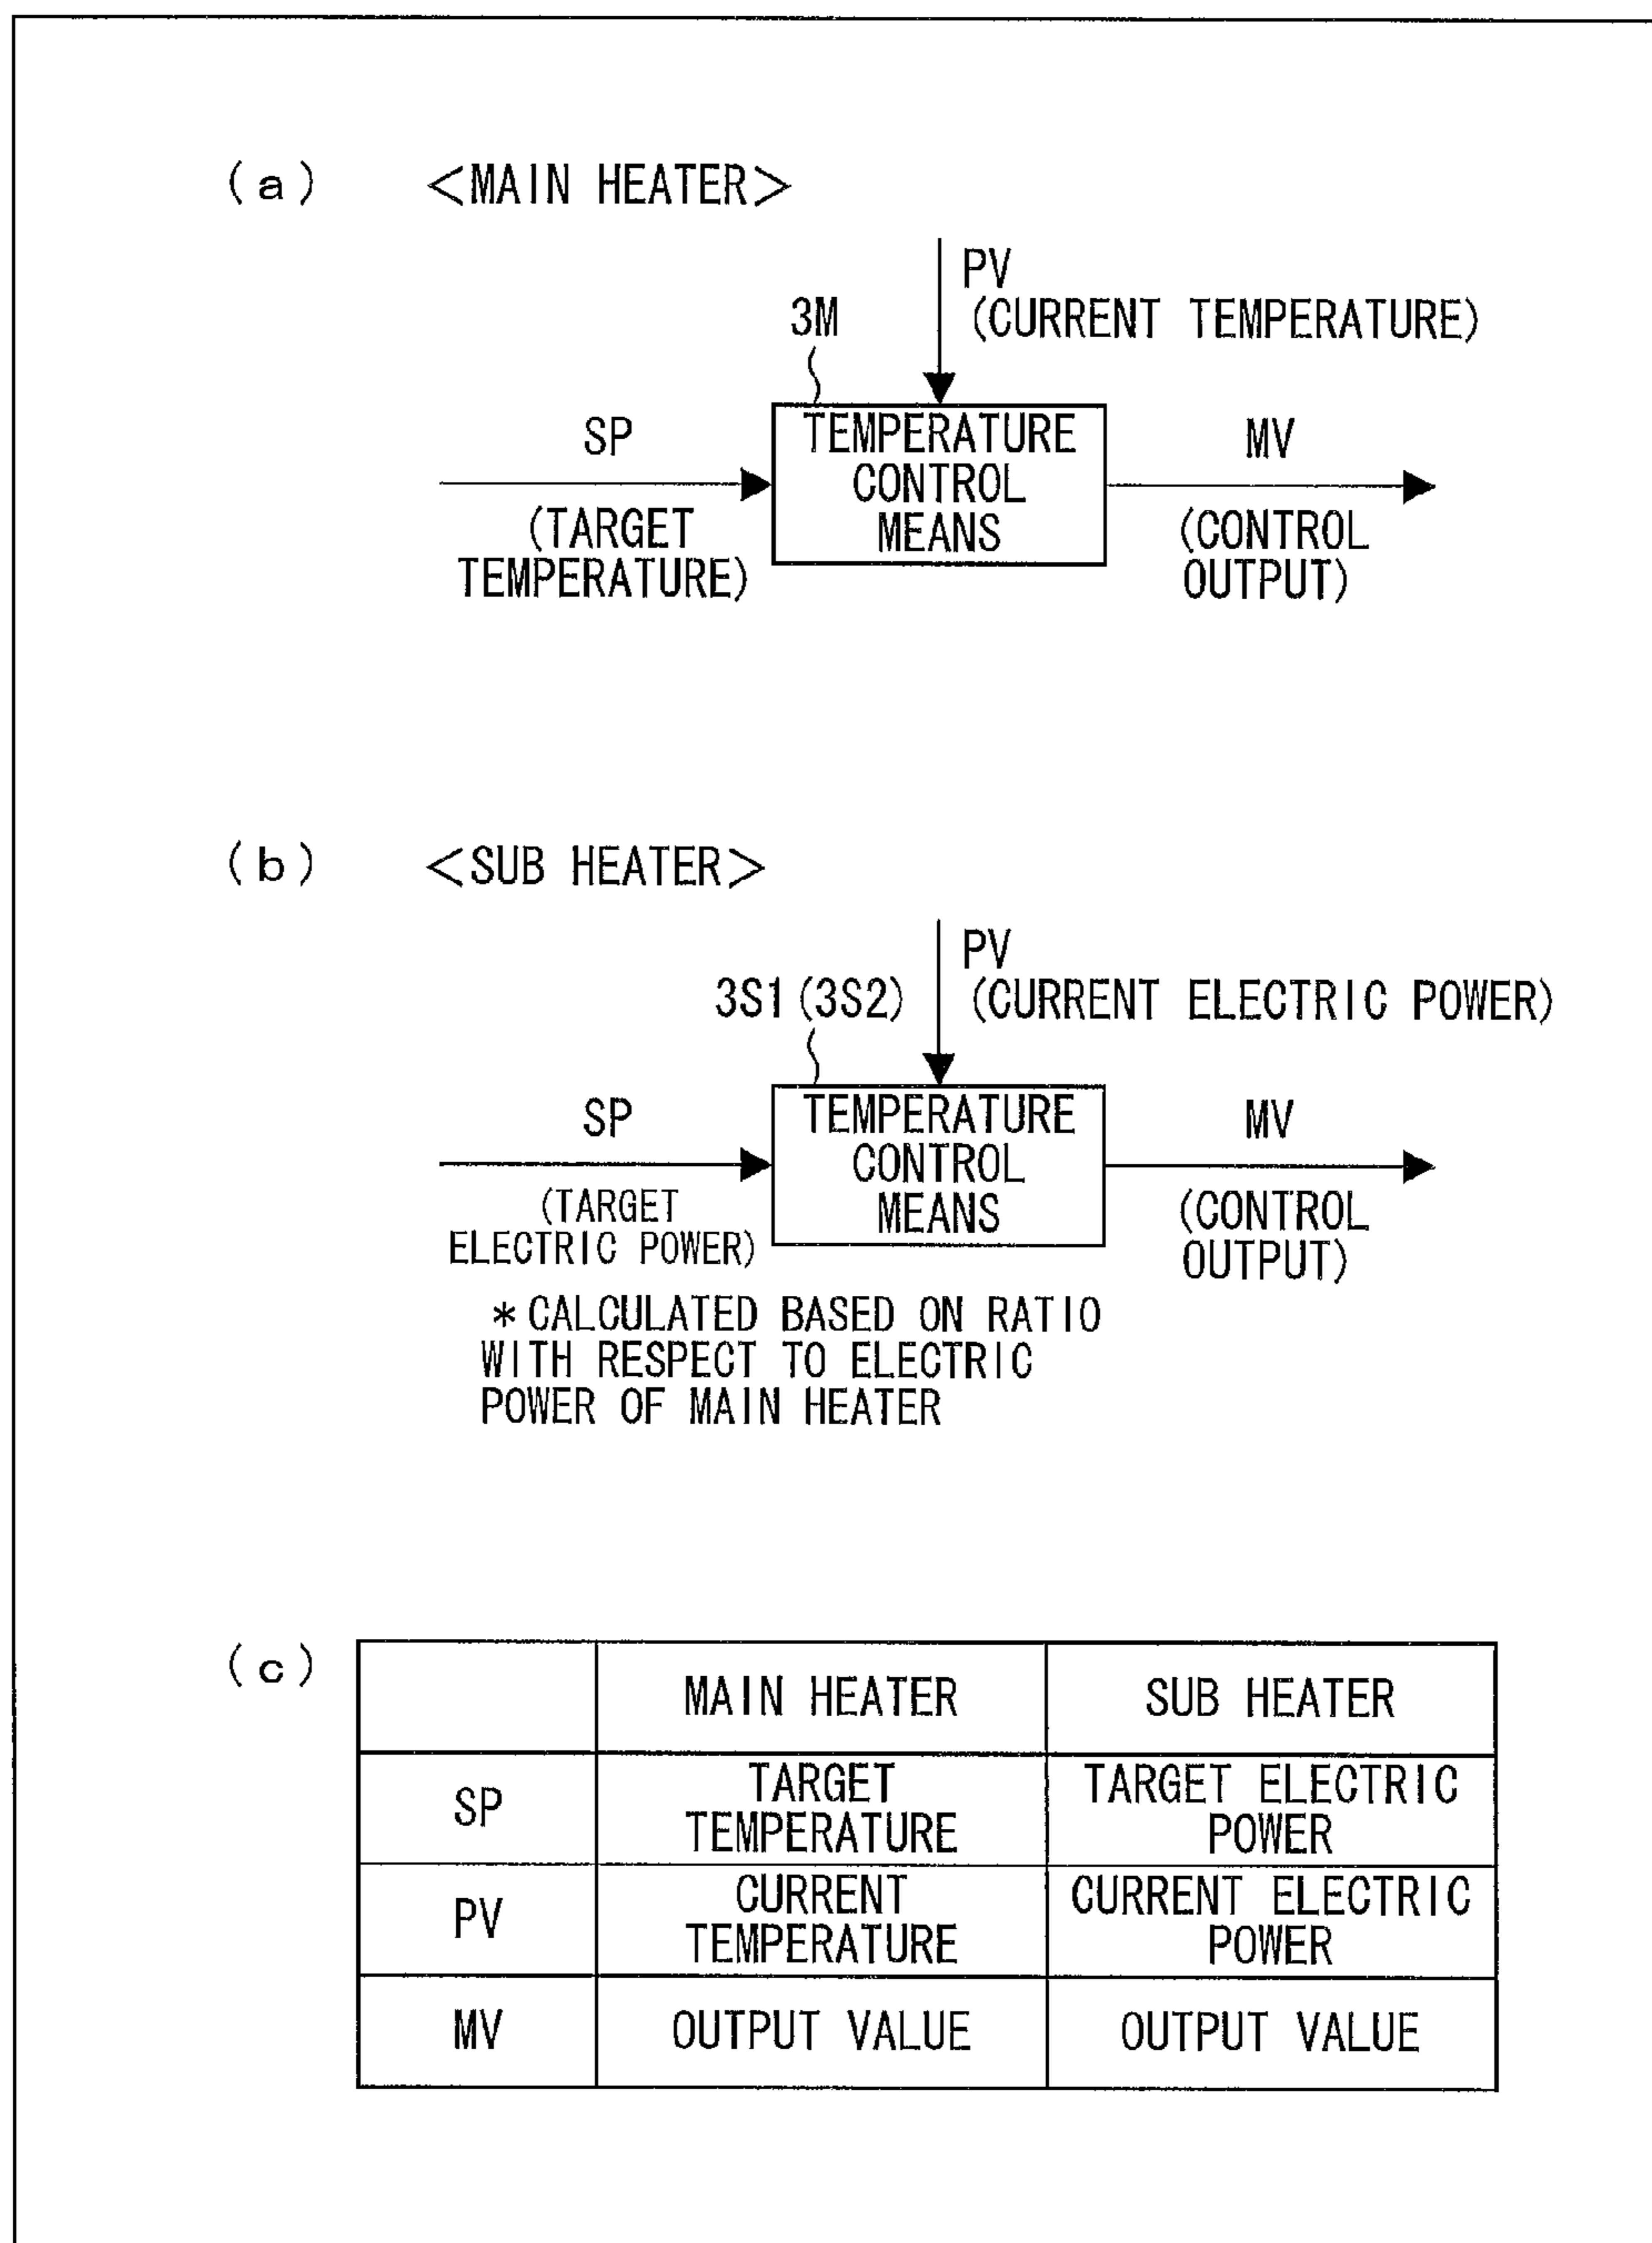 (a) <MAIN HEATER>
PV
(CURRENT TEMPERATURE)
3M
SP
(TARGET
TEMPERATURE)
TEMPERATURE
CONTROL
MEANS
MV
(CONTROL
OUTPUT)
(b) <SUB HEATER>
PV
(CURRENT ELECTRIC POWER)
3S1(3S2)
SP
(TARGET
ELECTRIC POWER)
*CALCULATED BASED ON RATIO
WITH RESPECT TO ELECTRIC
POWER OF MAIN HEATER
TEMPERATURE
CONTROL
MEANS
MV
(CONTROL
OUTPUT)
(c)
MAIN HEATER
SUB HEATER
SP
TARGET
TEMPERATURE
TARGET ELECTRIC
POWER
PV
CURRENT
TEMPERATURE
CURRENT ELECTRIC
POWER
MV
OUTPUT VALUE
OUTPUT VALUE